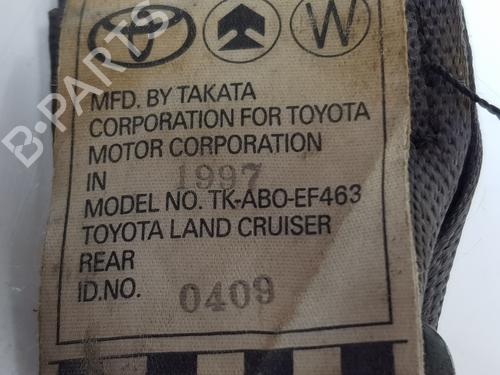 W
MFD. BY TAKATA
CORPORATION FOR TOYOTA
MOTOR CORPORATION
IN 1997
MODEL NO. TK-ABO-EF463
TOYOTA LAND CRUISER
REAR
ID.NO. 0409
B-PARTS